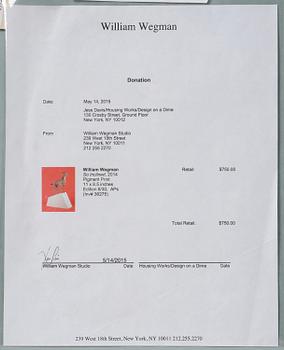 William Wegman
Donation
Date: May 14, 2015
Jess Davis/Housing Works/Design on a Dime
130 Crosby Street, Ground Floor
New York, NY 10012
From: William Wegman Studio
239 West 18th Street
New York, NY
10011
212 255 2270
William Wegman Retail: $750.00
So Inclined, 2014
Pigment Print
11 x 8.5 inches
Edition 8/30, APs
Total Retail: $750.00
5/14/2015
William Wegman Studio Date Housing Works/Design on a Dime Date
239 West 18th Street, New York, NY 10011 212.255.2270